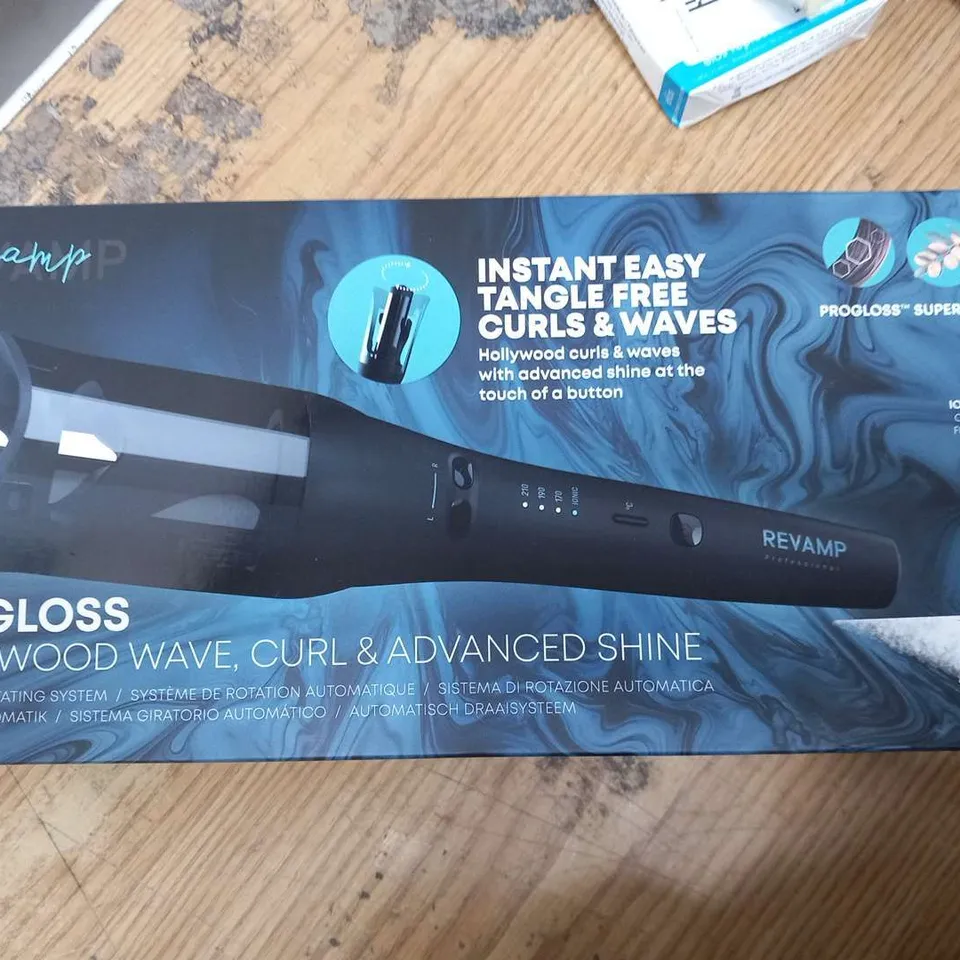 amp
INSTANT EASY
TANGLE FREE
CURLS & WAVES
Hollywood curls & waves
with advanced shine at the
touch of a button
PROGLOSS™ SUPER
R
L
210
190
170
IONIC
°C
REVAMP
Professional
GLOSS
WOOD WAVE, CURL & ADVANCED SHINE
TATING SYSTEM / SYSTÈME DE ROTATION AUTOMATIQUE / SISTEMA DI ROTAZIONE AUTOMATICA
OMATIK / SISTEMA GIRATORIO AUTOMÁTICO / AUTOMATISCH DRAAISYSTEEM